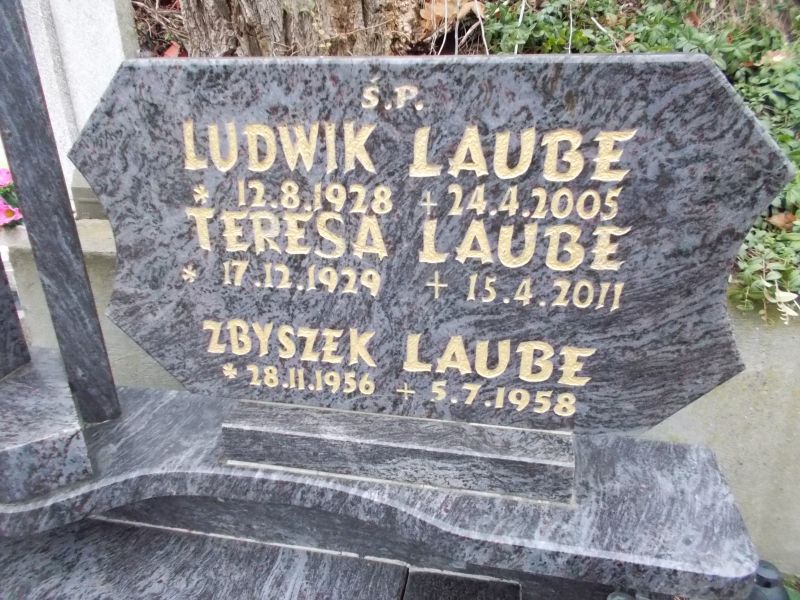 Ś.P.
LUDWIK LAUBE
* 12.8.1928 + 24.4.2005
TERESA LAUBE
* 17.12.1929 + 15.4.2011
ZBYSZEK LAUBE
* 28.11.1956 + 5.7.1958